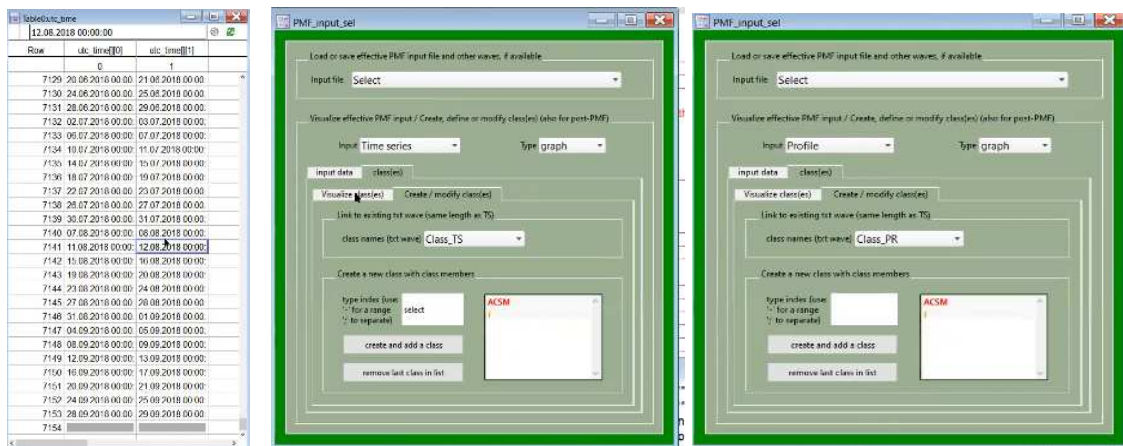 Table0:utc_time
12.08.2018 00:00:00
Row utc_time[][0] utc_time[][1]
0 1
7129 20.06.2018 00:00: 21.06.2018 00:00:
7130 24.06.2018 00:00: 25.06.2018 00:00:
7131 28.06.2018 00:00: 29.06.2018 00:00:
7132 02.07.2018 00:00: 03.07.2018 00:00:
7133 06.07.2018 00:00: 07.07.2018 00:00:
7134 10.07.2018 00:00: 11.07.2018 00:00:
7135 14.07.2018 00:00: 15.07.2018 00:00:
7136 18.07.2018 00:00: 19.07.2018 00:00:
7137 22.07.2018 00:00: 23.07.2018 00:00:
7138 26.07.2018 00:00: 27.07.2018 00:00:
7139 30.07.2018 00:00: 31.07.2018 00:00:
7140 07.08.2018 00:00: 08.08.2018 00:00:
7141 11.08.2018 00:00: 12.08.2018 00:00:
7142 15.08.2018 00:00: 16.08.2018 00:00:
7143 19.08.2018 00:00: 20.08.2018 00:00:
7144 23.08.2018 00:00: 24.08.2018 00:00:
7145 27.08.2018 00:00: 28.08.2018 00:00:
7146 31.08.2018 00:00: 01.09.2018 00:00:
7147 04.09.2018 00:00: 05.09.2018 00:00:
7148 08.09.2018 00:00: 09.09.2018 00:00:
7149 12.09.2018 00:00: 13.09.2018 00:00:
7150 16.09.2018 00:00: 17.09.2018 00:00:
7151 20.09.2018 00:00: 21.09.2018 00:00:
7152 24.09.2018 00:00: 25.09.2018 00:00:
7153 28.09.2018 00:00: 29.09.2018 00:00:
7154
PMF_input_sel
Load or save effective PMF input file and other waves, if available
Input file Select
Visualize effective PMF input / Create, define or modify class(es) (also for post-PMF)
Input Time series Type graph
input data class(es)
Visualize class(es) Create / modify class(es)
Link to existing txt wave (same length as TS)
class names (txt wave) Class_TS
Create a new class with class members
type index (use
'-' for a range
';' to separate)
select
ACSM
create and add a class
remove last class in list
PMF_input_sel
Load or save effective PMF input file and other waves, if available
Input file Select
Visualize effective PMF input / Create, define or modify class(es) (also for post-PMF)
Input Profile Type graph
input data class(es)
Visualize class(es) Create / modify class(es)
Link to existing txt wave (same length as TS)
class names (txt wave) Class_PR
Create a new class with class members
type index (use
'-' for a range
';' to separate)
ACSM
create and add a class
remove last class in list